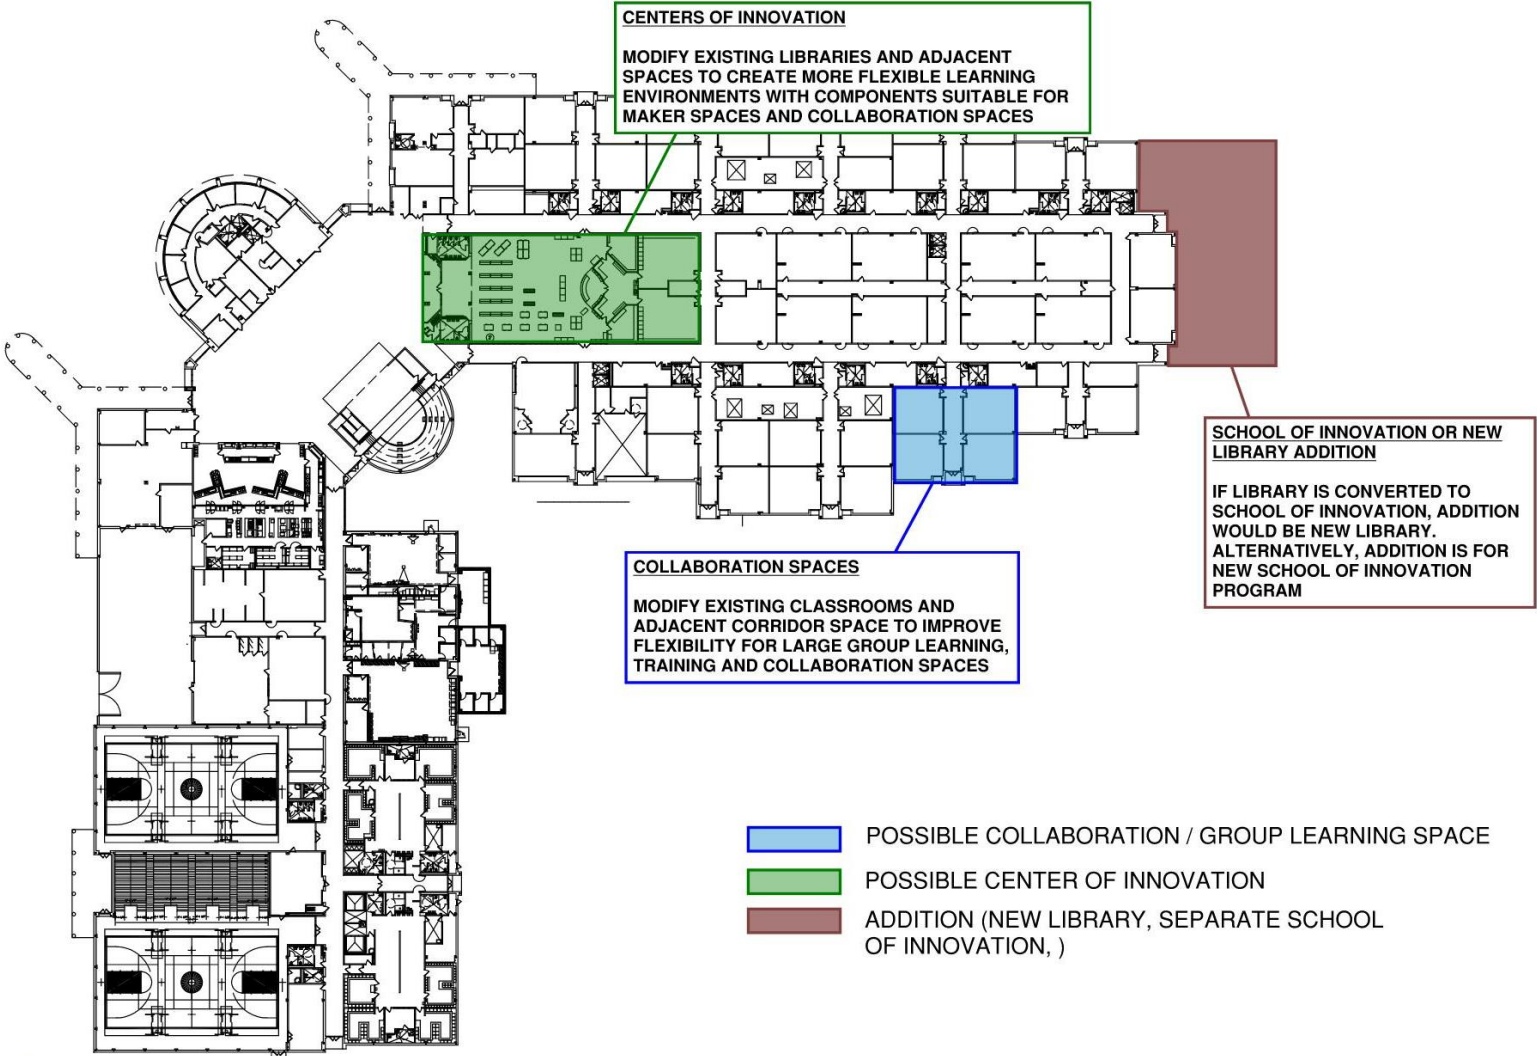 CENTERS OF INNOVATION
MODIFY EXISTING LIBRARIES AND ADJACENT
SPACES TO CREATE MORE FLEXIBLE LEARNING
ENVIRONMENTS WITH COMPONENTS SUITABLE FOR
MAKER SPACES AND COLLABORATION SPACES
SCHOOL OF INNOVATION OR NEW
LIBRARY ADDITION
IF LIBRARY IS CONVERTED TO
SCHOOL OF INNOVATION, ADDITION
WOULD BE NEW LIBRARY.
ALTERNATIVELY, ADDITION IS FOR
NEW SCHOOL OF INNOVATION
PROGRAM
COLLABORATION SPACES
MODIFY EXISTING CLASSROOMS AND
ADJACENT CORRIDOR SPACE TO IMPROVE
FLEXIBILITY FOR LARGE GROUP LEARNING,
TRAINING AND COLLABORATION SPACES
POSSIBLE COLLABORATION / GROUP LEARNING SPACE
POSSIBLE CENTER OF INNOVATION
ADDITION (NEW LIBRARY, SEPARATE SCHOOL
OF INNOVATION, )